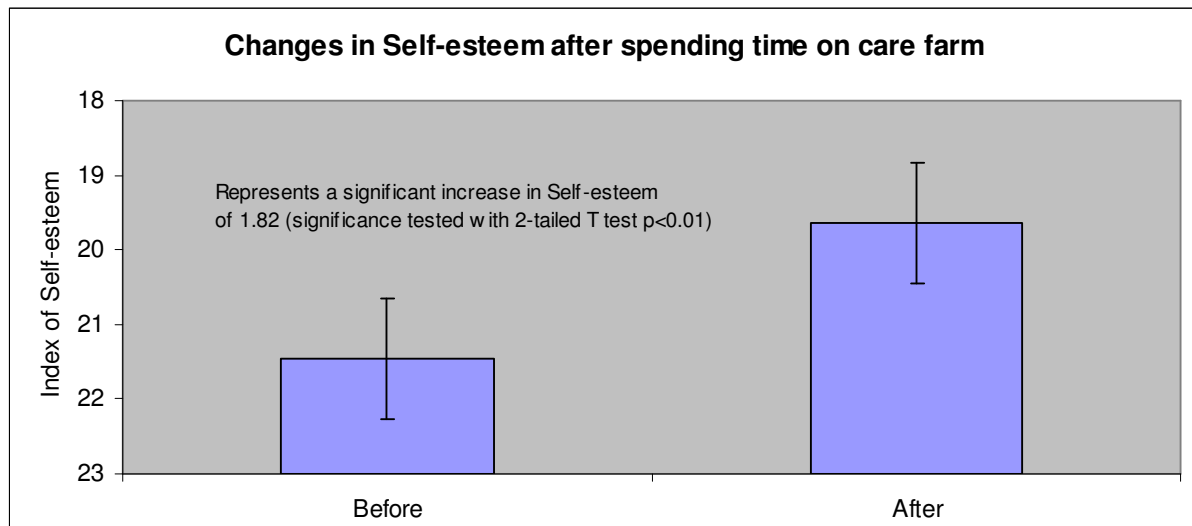 Changes in Self-esteem after spending time on care farm
18
19
20
21
22
23
Index of Self-esteem
Represents a significant increase in Self-esteem
of 1.82 (significance tested with 2-tailed T test p<0.01)
Before
After